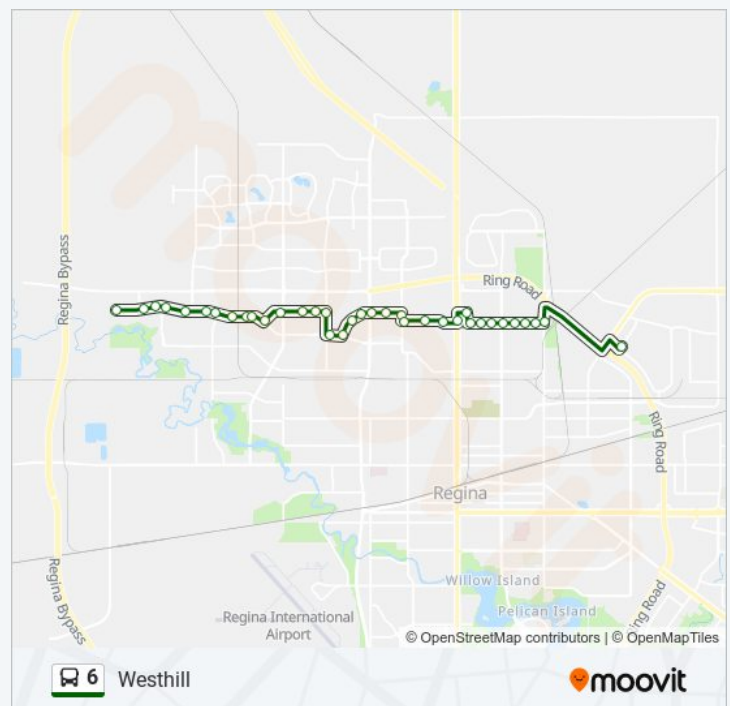 Regina Bypass
Ring Road
Ring Road
Regina
Willow Island
Pelican Island
Regina Bypass
Regina International
Airport
Ring Road
© OpenStreetMap contributors | © OpenMapTiles
6 Westhill
moovit
moovit